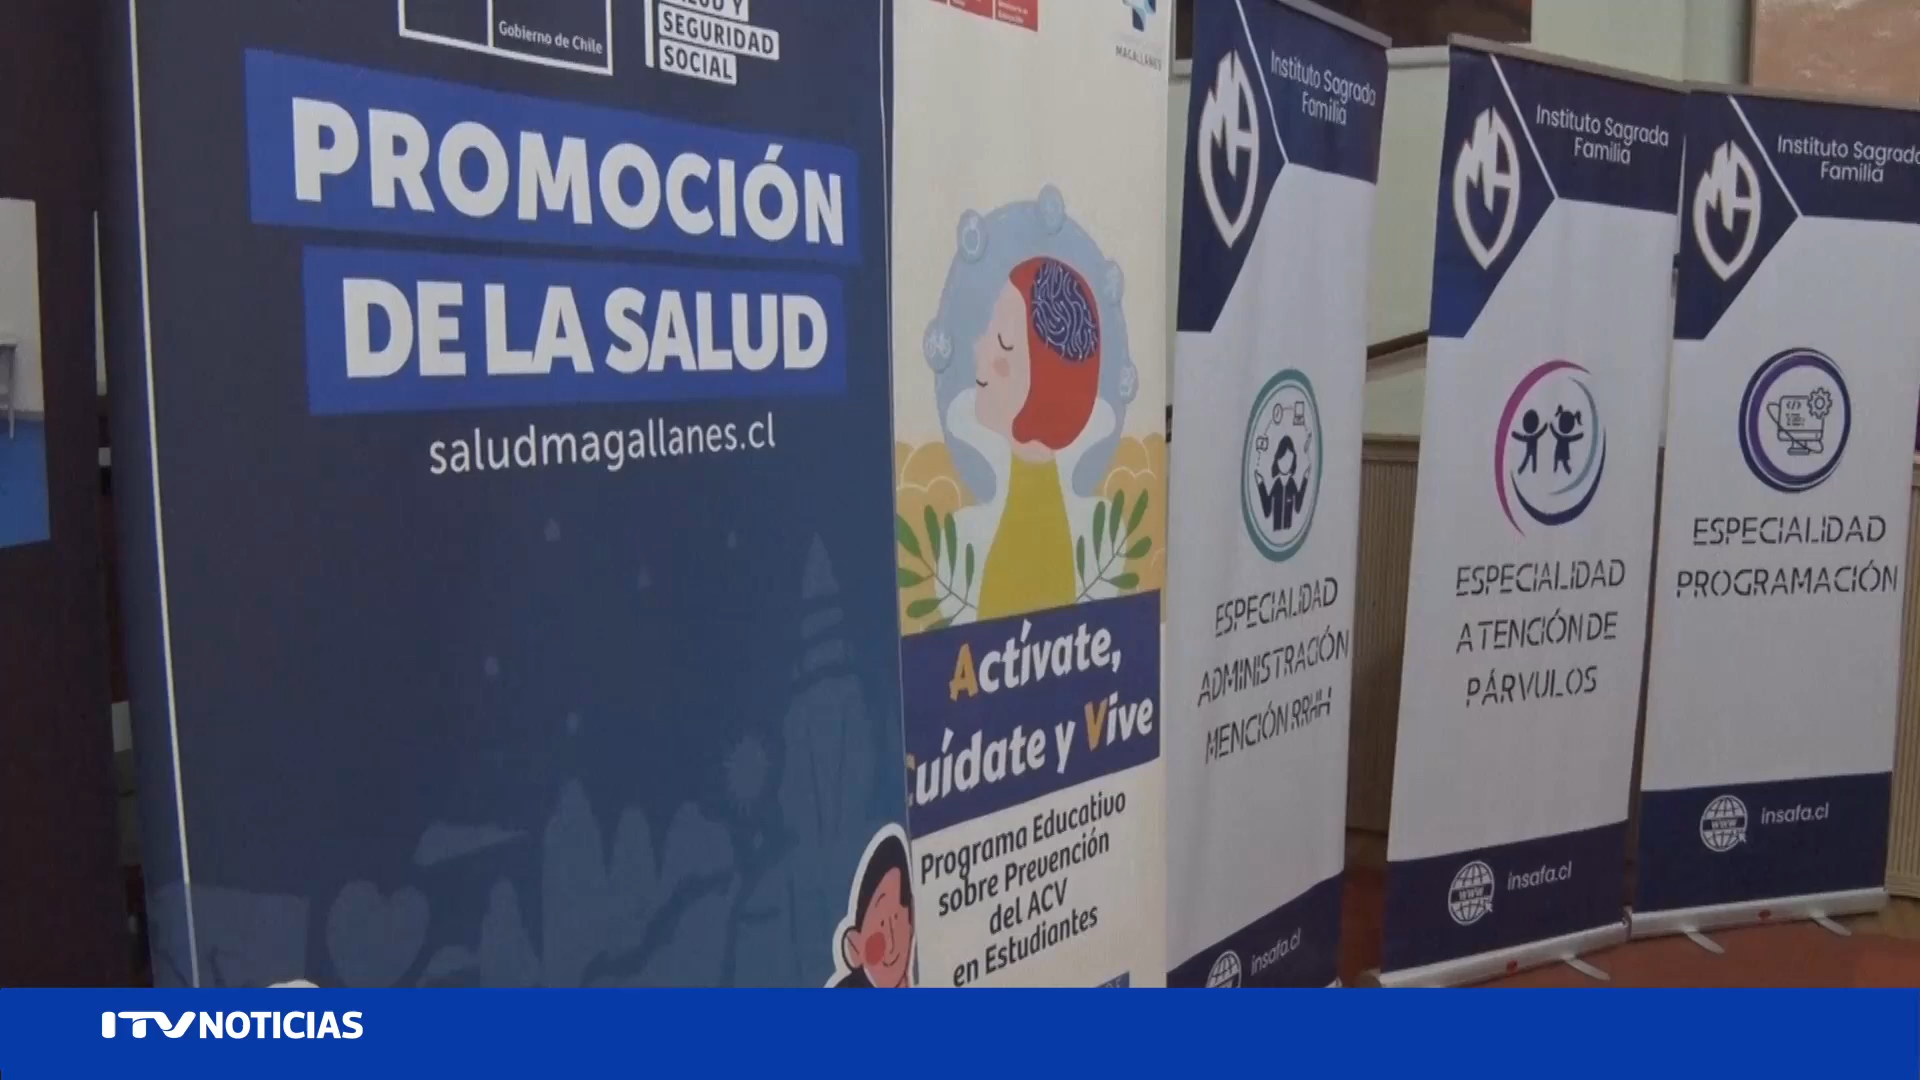 Gobierno de Chile
SEGURIDAD
SOCIAL
PROMOCIÓN
DE LA SALUD
saludmagallanes.cl
MAGALLANES
Actívate,
Cuídate y Vive
Programa Educativo
sobre Prevención
del ACV
en Estudiantes
Instituto Sagrada
Familia
ESPECIALIDAD
ADMINISTRACIÓN
MENCIÓN RRHH
insafa.cl
Instituto Sagrada
Familia
ESPECIALIDAD
ATENCIÓN DE
PÁRVULOS
WWW
insafa.cl
Instituto Sagrada
Familia
ESPECIALIDAD
PROGRAMACIÓN
WWW
insafa.cl
ITV NOTICIAS